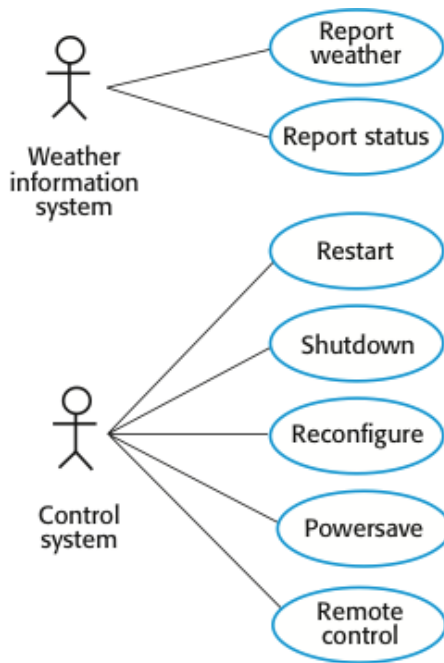 Report
weather
Report status
Weather
information
system
Restart
Shutdown
Reconfigure
Control
system
Powersave
Remote
control